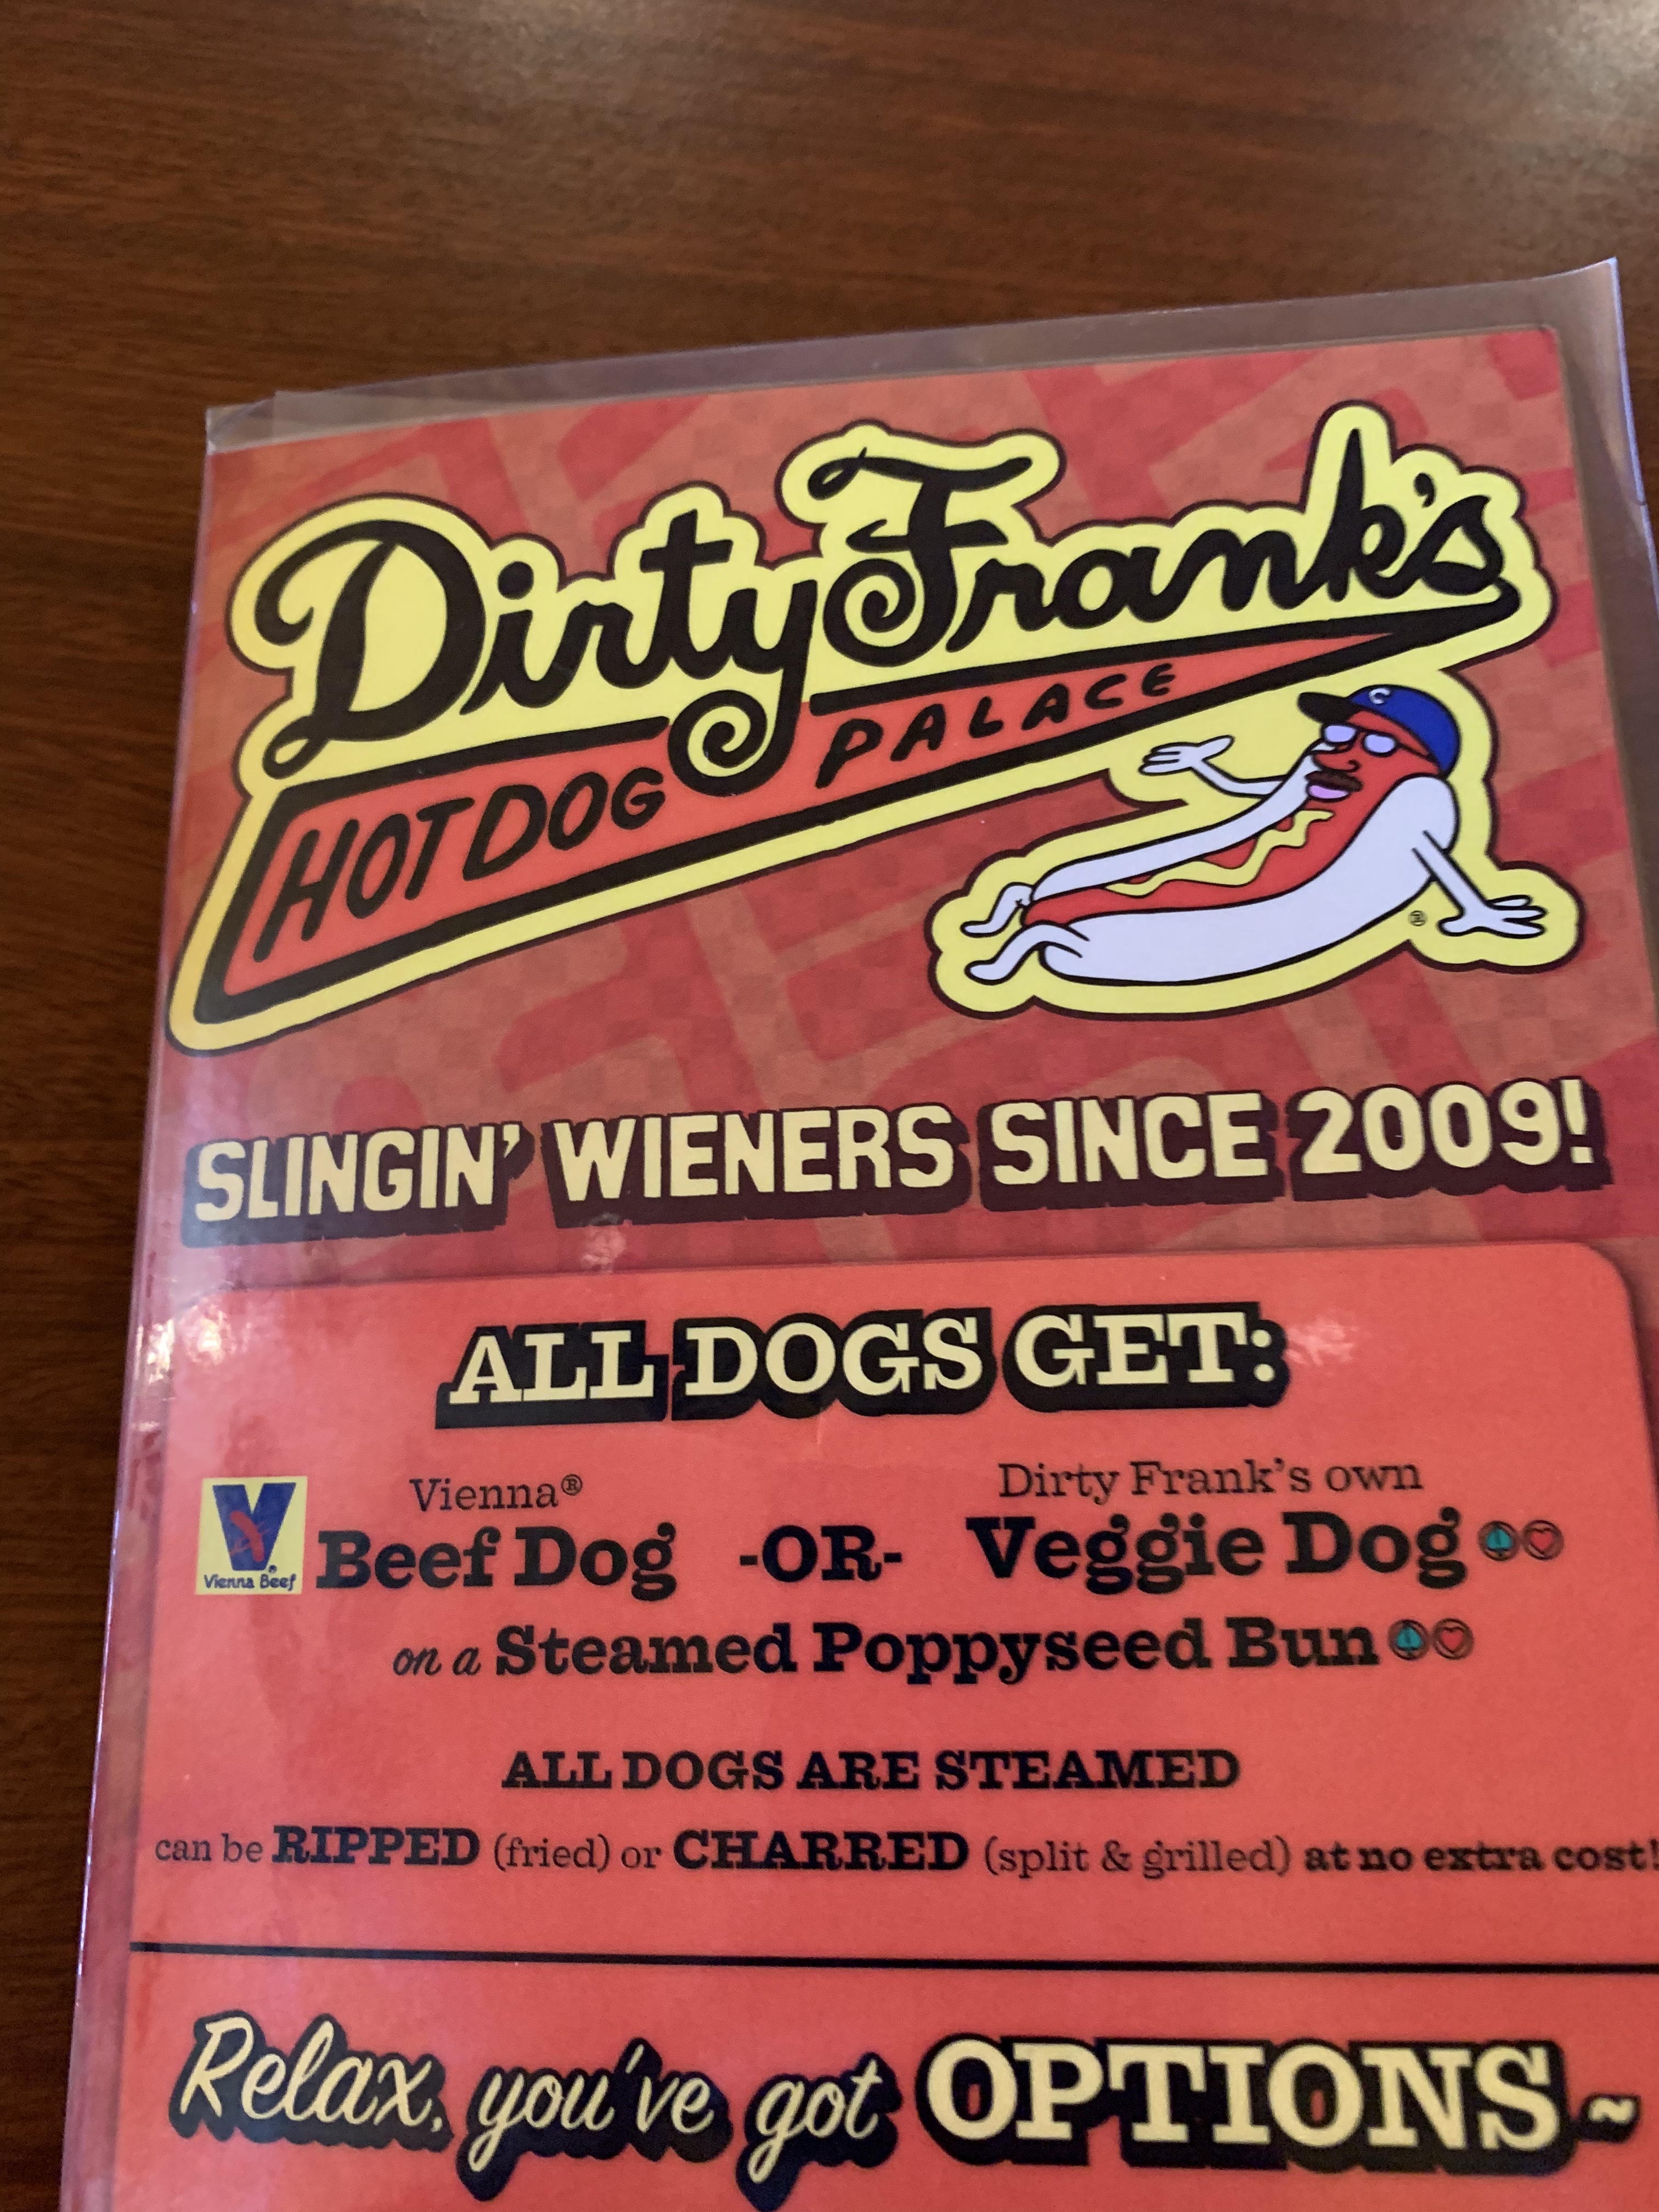 Dirty Frank's
HOT DOG PALACE
C
®
SLINGIN' WIENERS SINCE 2009!
ALL DOGS GET:
Vienna® Dirty Frank's own
Vienna Beef Beef Dog -OR- Veggie Dog
on a Steamed Poppyseed Bun
ALL DOGS ARE STEAMED
can be RIPPED (fried) or CHARRED (split & grilled) at no extra cost!
Relax, you've got OPTIONS ~